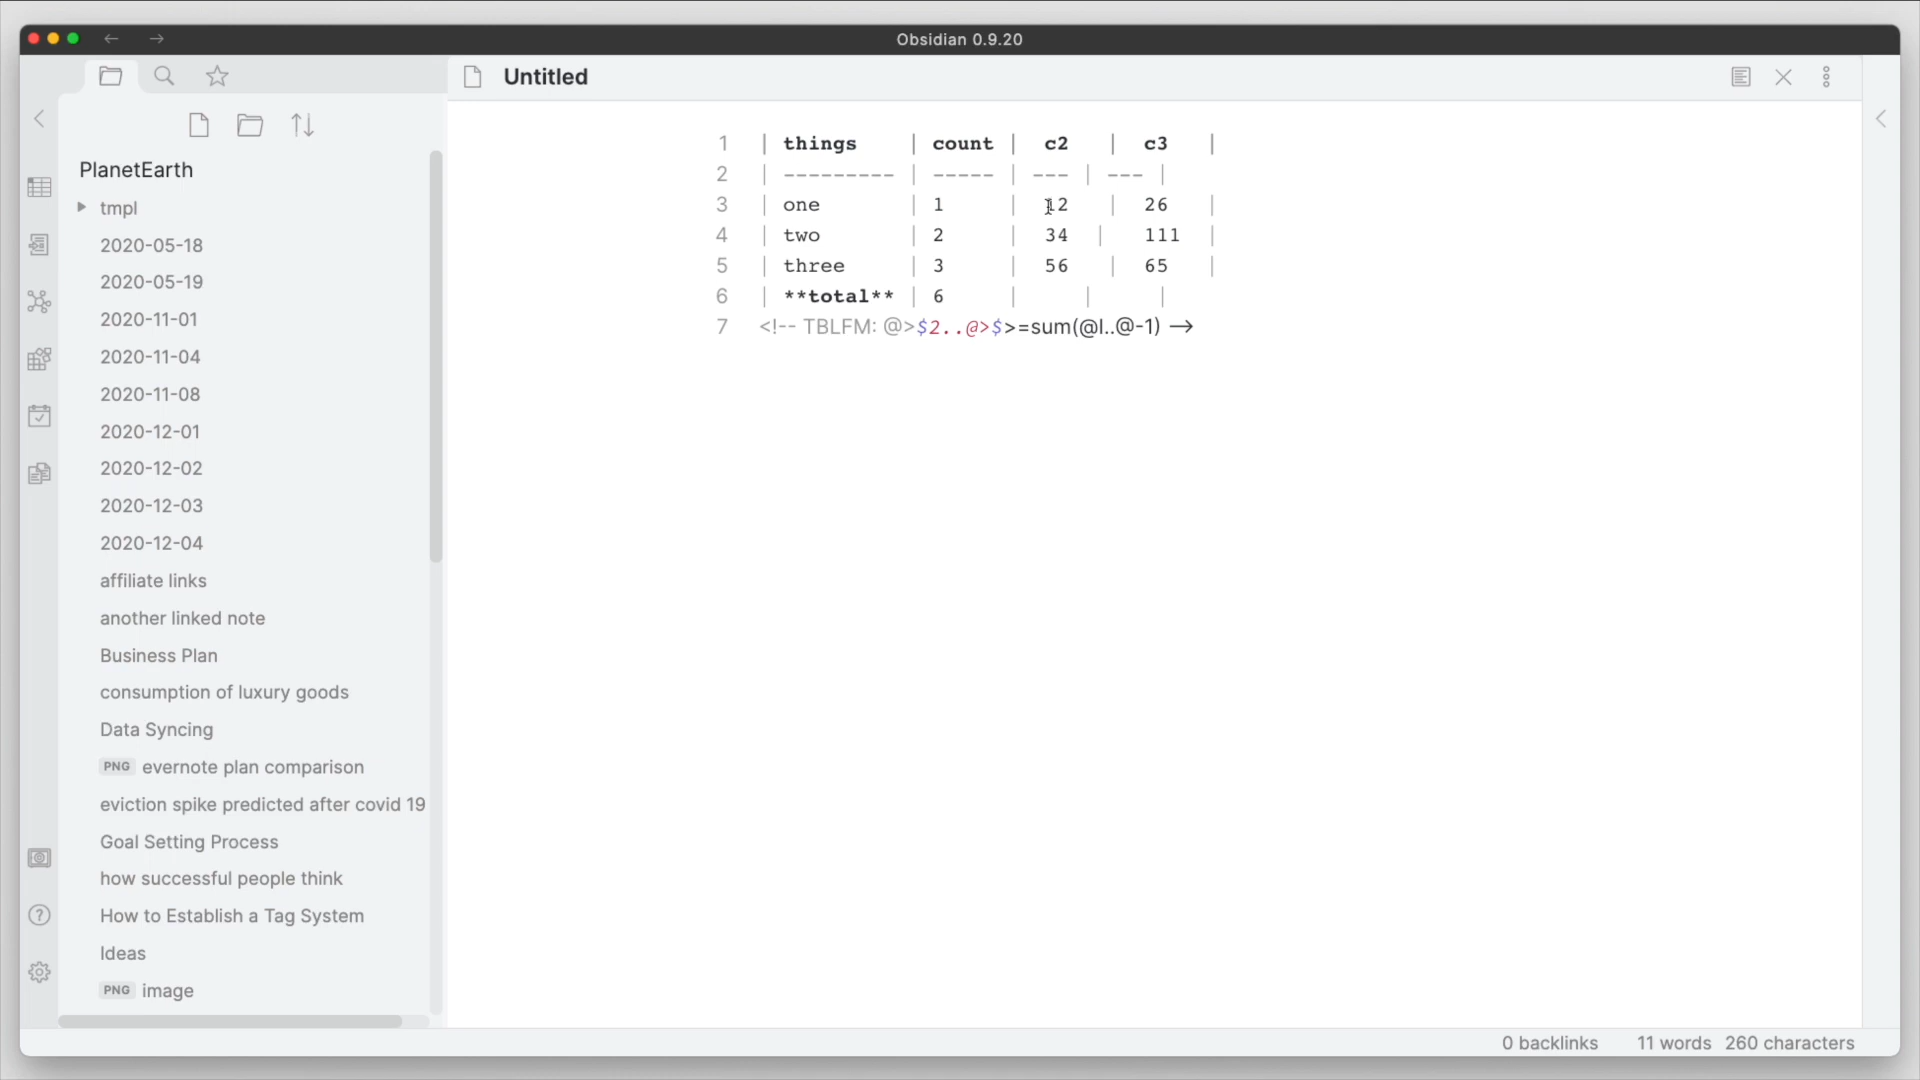 Obsidian 0.9.20
Untitled
PlanetEarth
tmpl
2020-05-18
2020-05-19
2020-11-01
2020-11-04
2020-11-08
2020-12-01
2020-12-02
2020-12-03
2020-12-04
affiliate links
another linked note
Business Plan
consumption of luxury goods
Data Syncing
PNG evernote plan comparison
eviction spike predicted after covid 19
Goal Setting Process
how successful people think
How to Establish a Tag System
Ideas
PNG image
1 | things | count | c2 | c3 |
2 | --------- | ----- | --- | --- |
3 | one | 1 | 12 | 26 |
4 | two | 2 | 34 | 111 |
5 | three | 3 | 56 | 65 |
6 | **total** | 6 | | |
7 <!-- TBLFM: @>$2..@>$>=sum(@I..@-1) -->
0 backlinks 11 words 260 characters